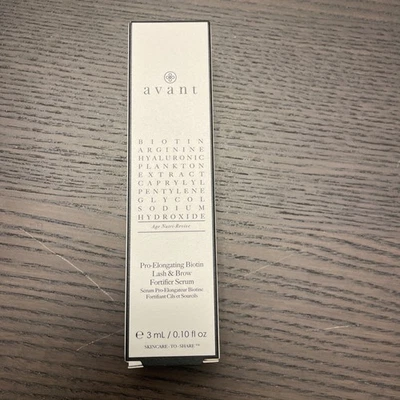 avant
BIOTIN
ARGININE
HYALURONIC
PLANKTON
EXTRACT
CAPRYLYL
PENTYLENE
GLYCOL
SODIUM
HYDROXIDE
Age Nutri-Revive
Pro-Elongating Biotin
Lash & Brow
Fortifier Serum
Sérum Pro-Élongateur Biotine
Fortifiant Cils et Sourcils
℮ 3 mL / 0.10 fl oz
SKINCARE-TO-SHARE™